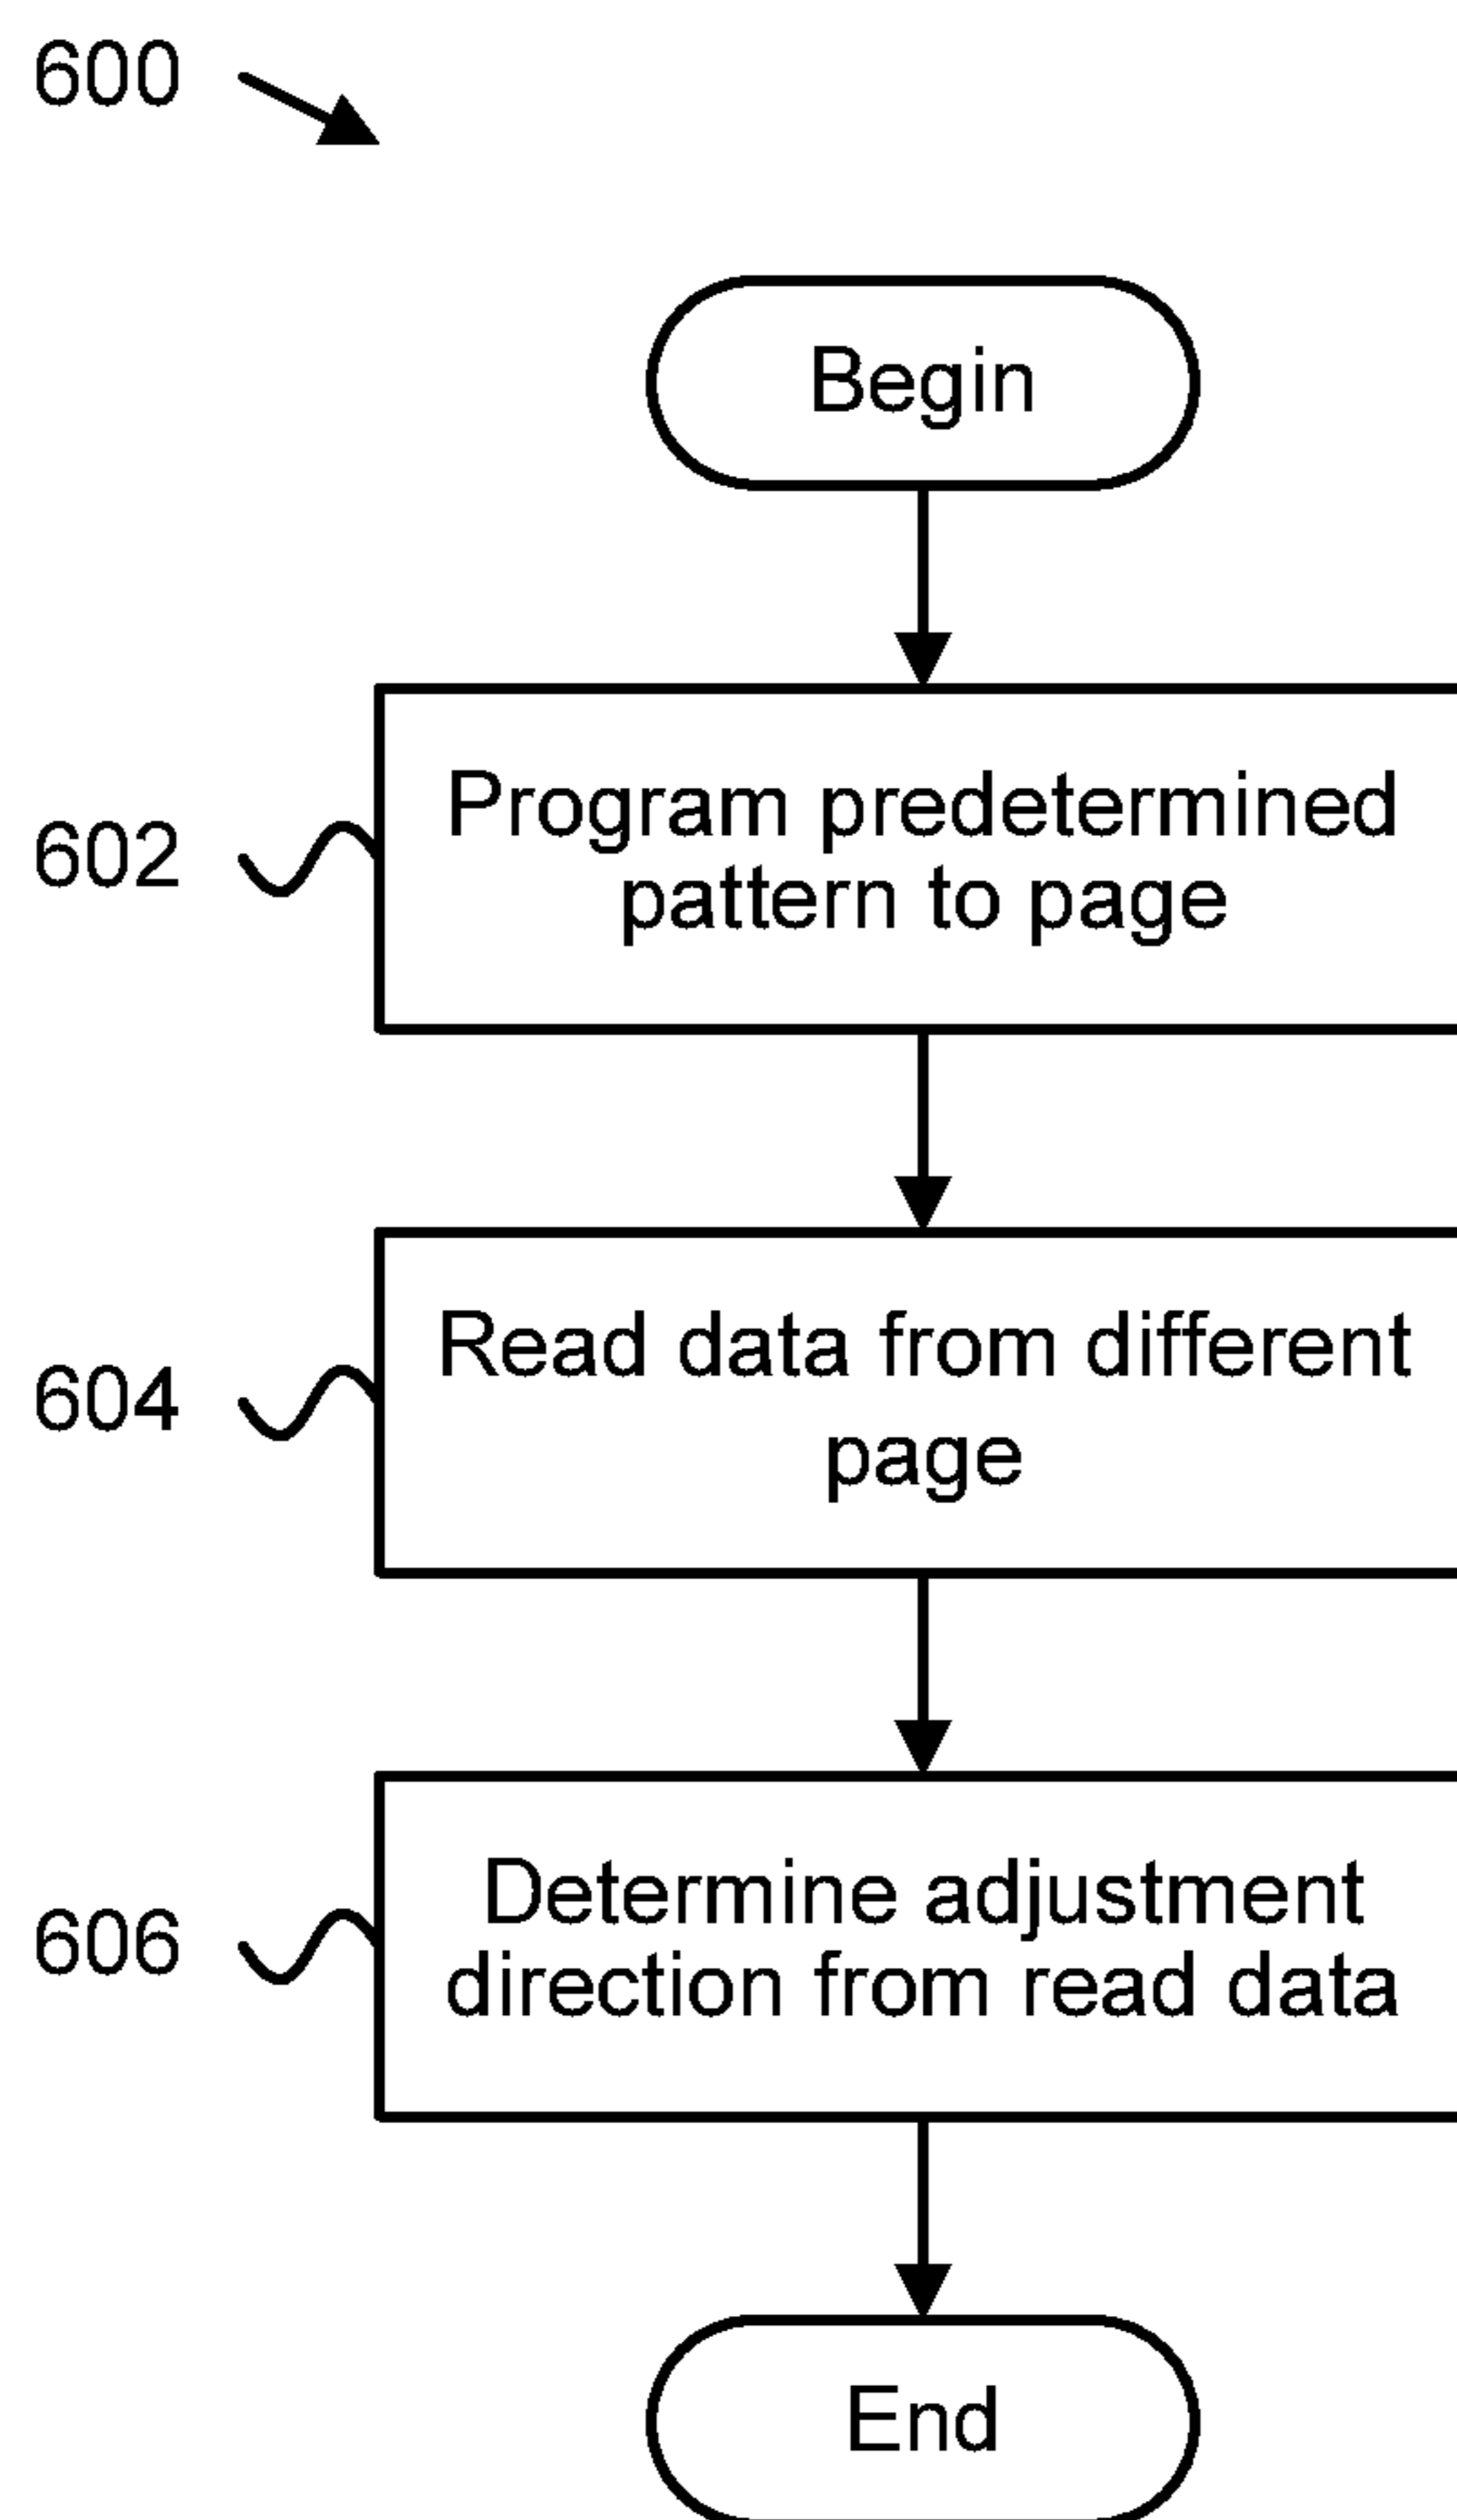 600
Begin
602
Program predetermined
pattern to page
604
Read data from different
page
606
Determine adjustment
direction from read data
End